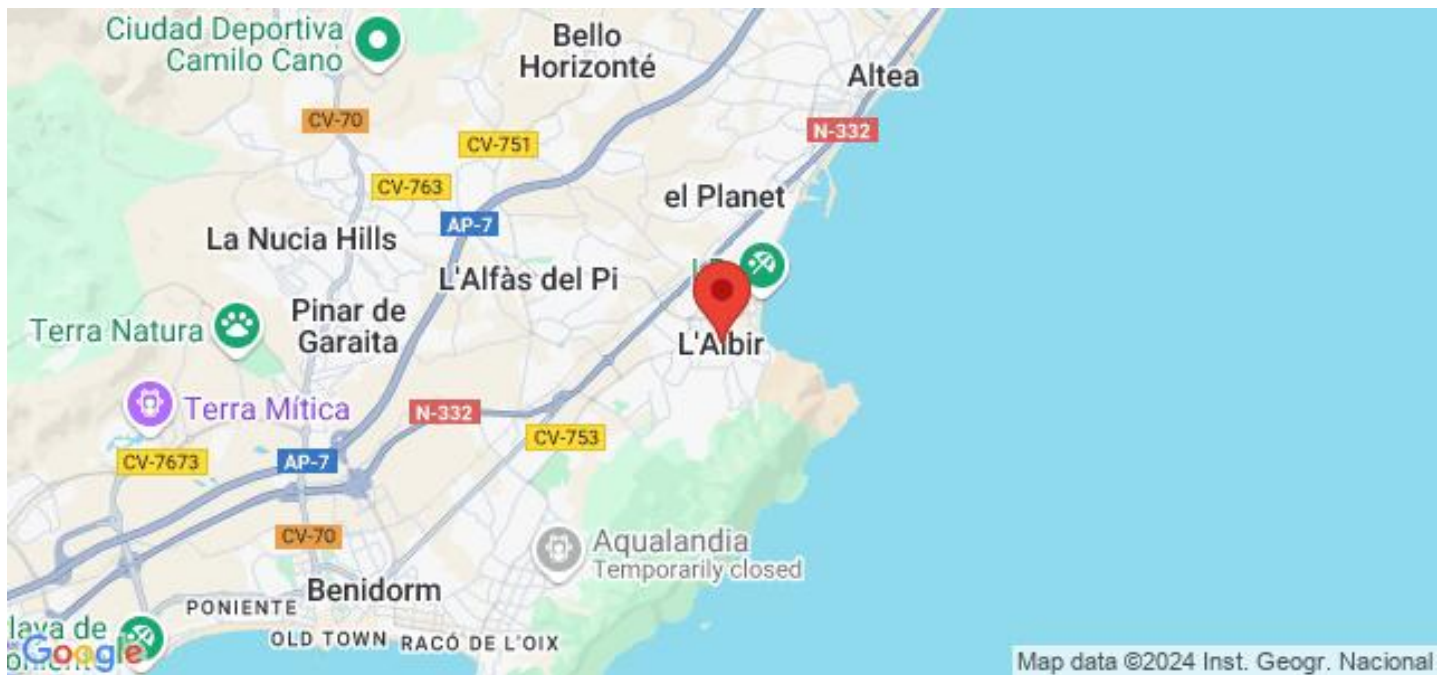 Ciudad Deportiva
Camilo Cano
Bello
Horizonté
Altea
CV-70
N-332
CV-751
CV-763
el Planet
AP-7
La Nucia Hills
L'Alfàs del Pi
Pinar de
Garaita
Terra Natura
L'Albir
Terra Mítica
N-332
CV-753
CV-7673
AP-7
CV-70
Aqualandia
Temporarily closed
Benidorm
PONIENTE
OLD TOWN
RACÓ DE L'OIX
laya de
Google
Map data ©2024 Inst. Geogr. Nacional